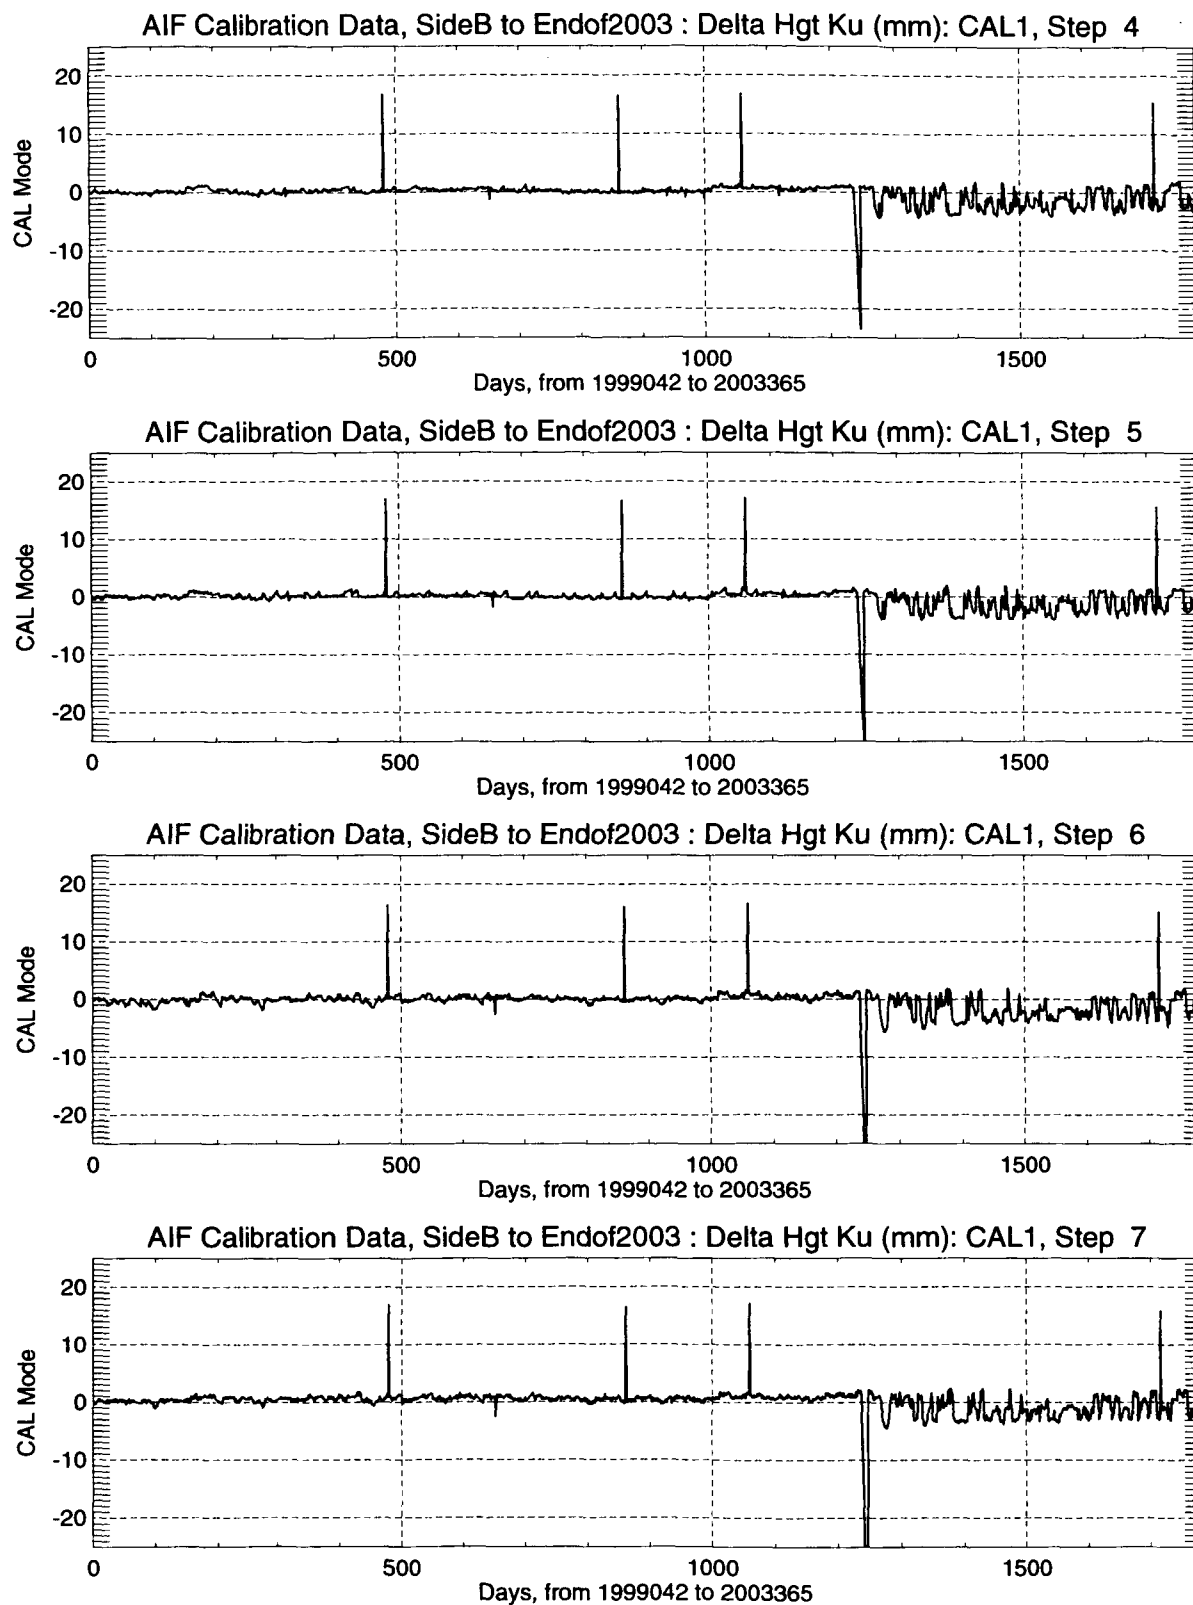 AIF Calibration Data, SideB to Endof2003 : Delta Hgt Ku (mm): CAL1, Step 4
20
10
0
-10
-20
CAL Mode
0 500 1000 1500
Days, from 1999042 to 2003365
AIF Calibration Data, SideB to Endof2003 : Delta Hgt Ku (mm): CAL1, Step 5
20
10
0
-10
-20
CAL Mode
0 500 1000 1500
Days, from 1999042 to 2003365
AIF Calibration Data, SideB to Endof2003 : Delta Hgt Ku (mm): CAL1, Step 6
20
10
0
-10
-20
CAL Mode
0 500 1000 1500
Days, from 1999042 to 2003365
AIF Calibration Data, SideB to Endof2003 : Delta Hgt Ku (mm): CAL1, Step 7
20
10
0
-10
-20
CAL Mode
0 500 1000 1500
Days, from 1999042 to 2003365